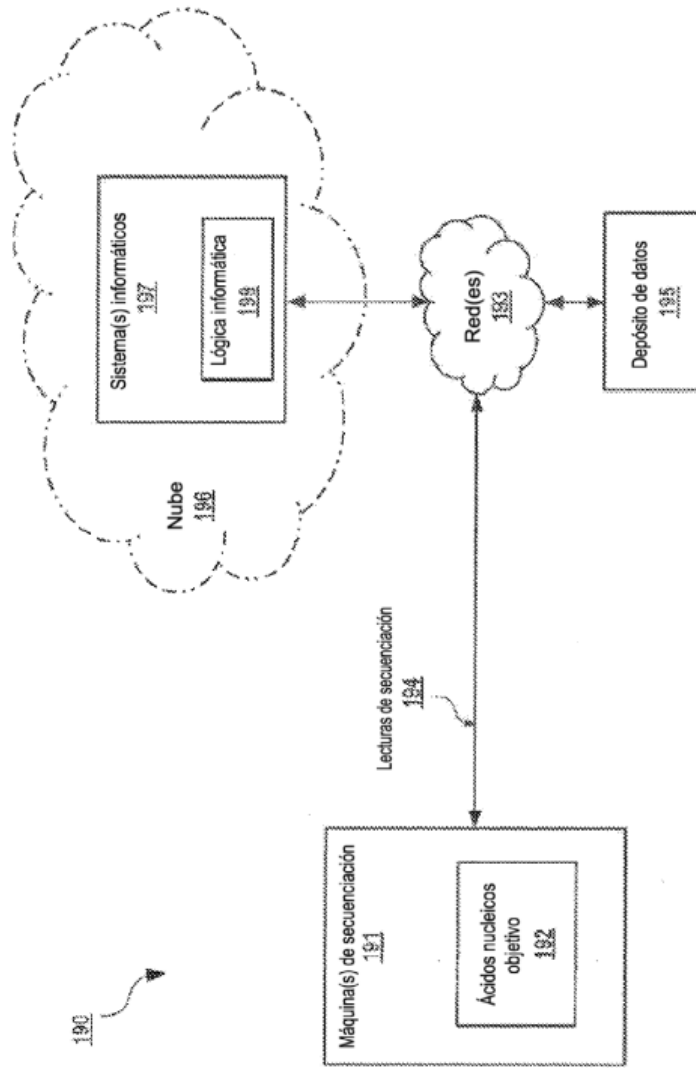 190
Máquina(s) de secuenciación
191
Ácidos nucleicos
objetivo
192
Lecturas de secuenciación
194
Nube
196
Sistema(s) informáticos
197
Lógica informática
199
Red(es)
193
Depósito de datos
195